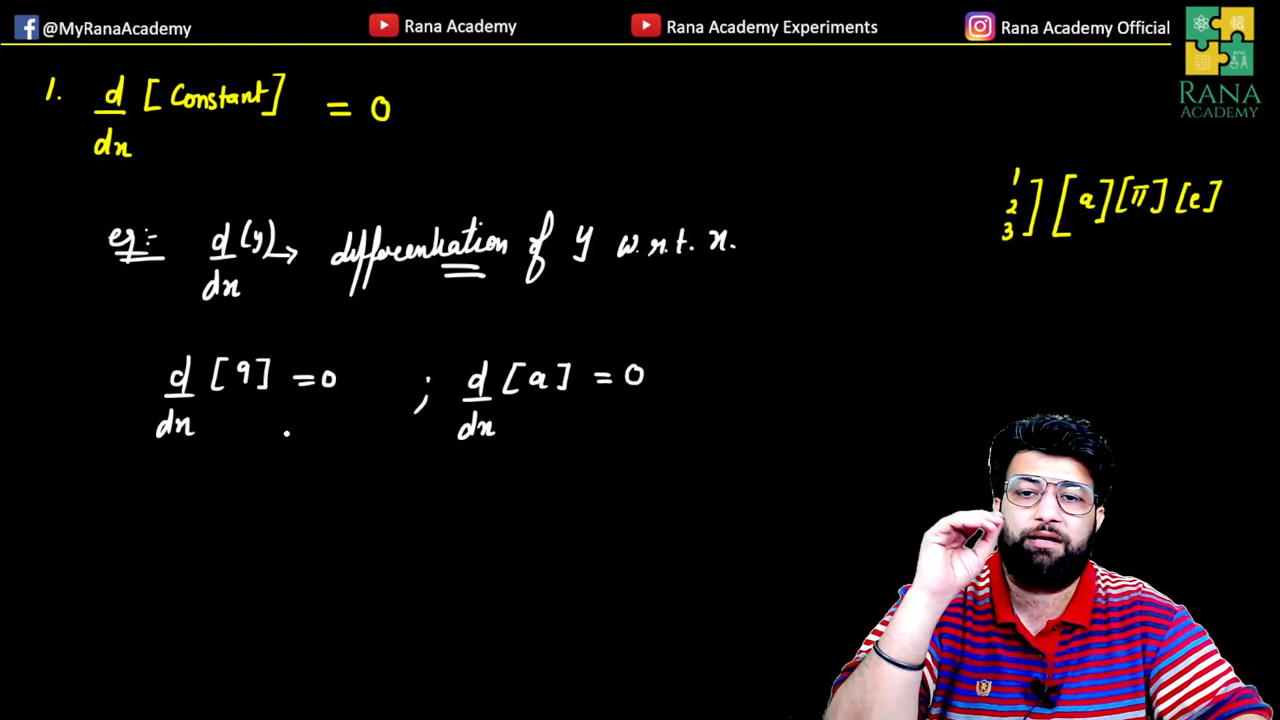 @MyRanaAcademy Rana Academy Rana Academy Experiments Rana Academy Official
RANA
ACADEMY
1. d/dx [Constant] = 0
1
2
3 ] [a] [π] [e]
eg:- d/dx (y) → differentiation of y w.r.t. x.
d/dx [9] = 0 ; d/dx [a] = 0